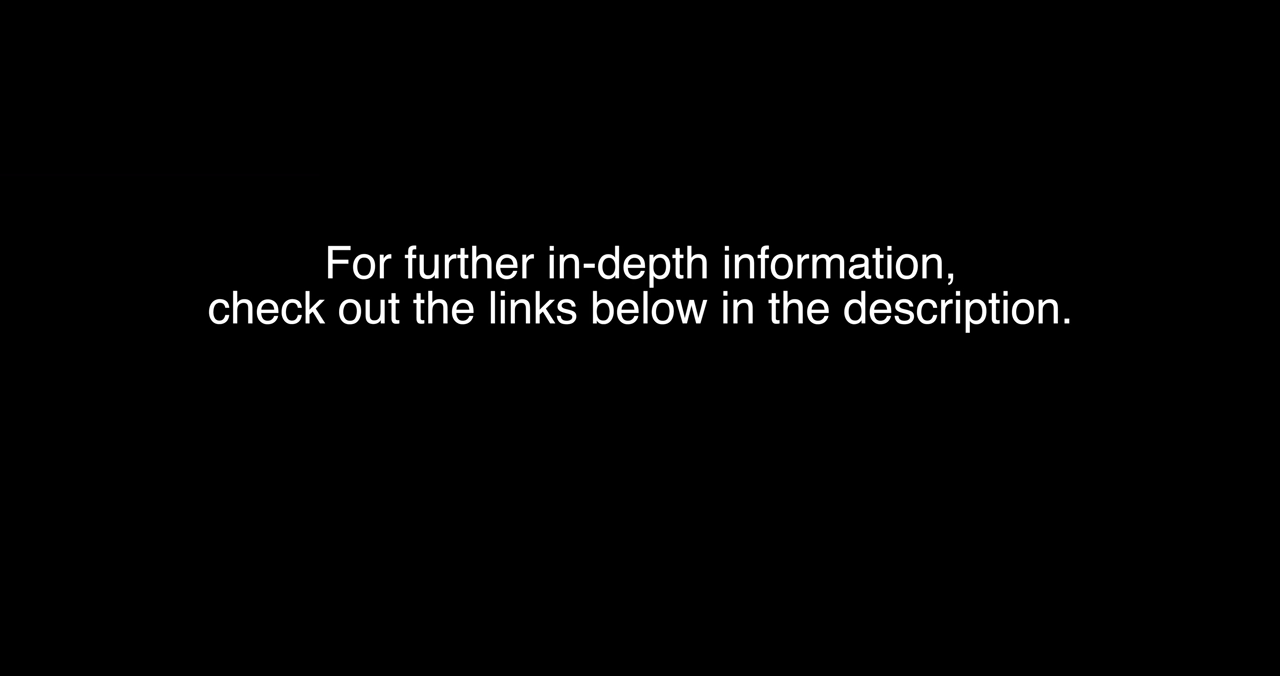 For further in-depth information,
check out the links below in the description.